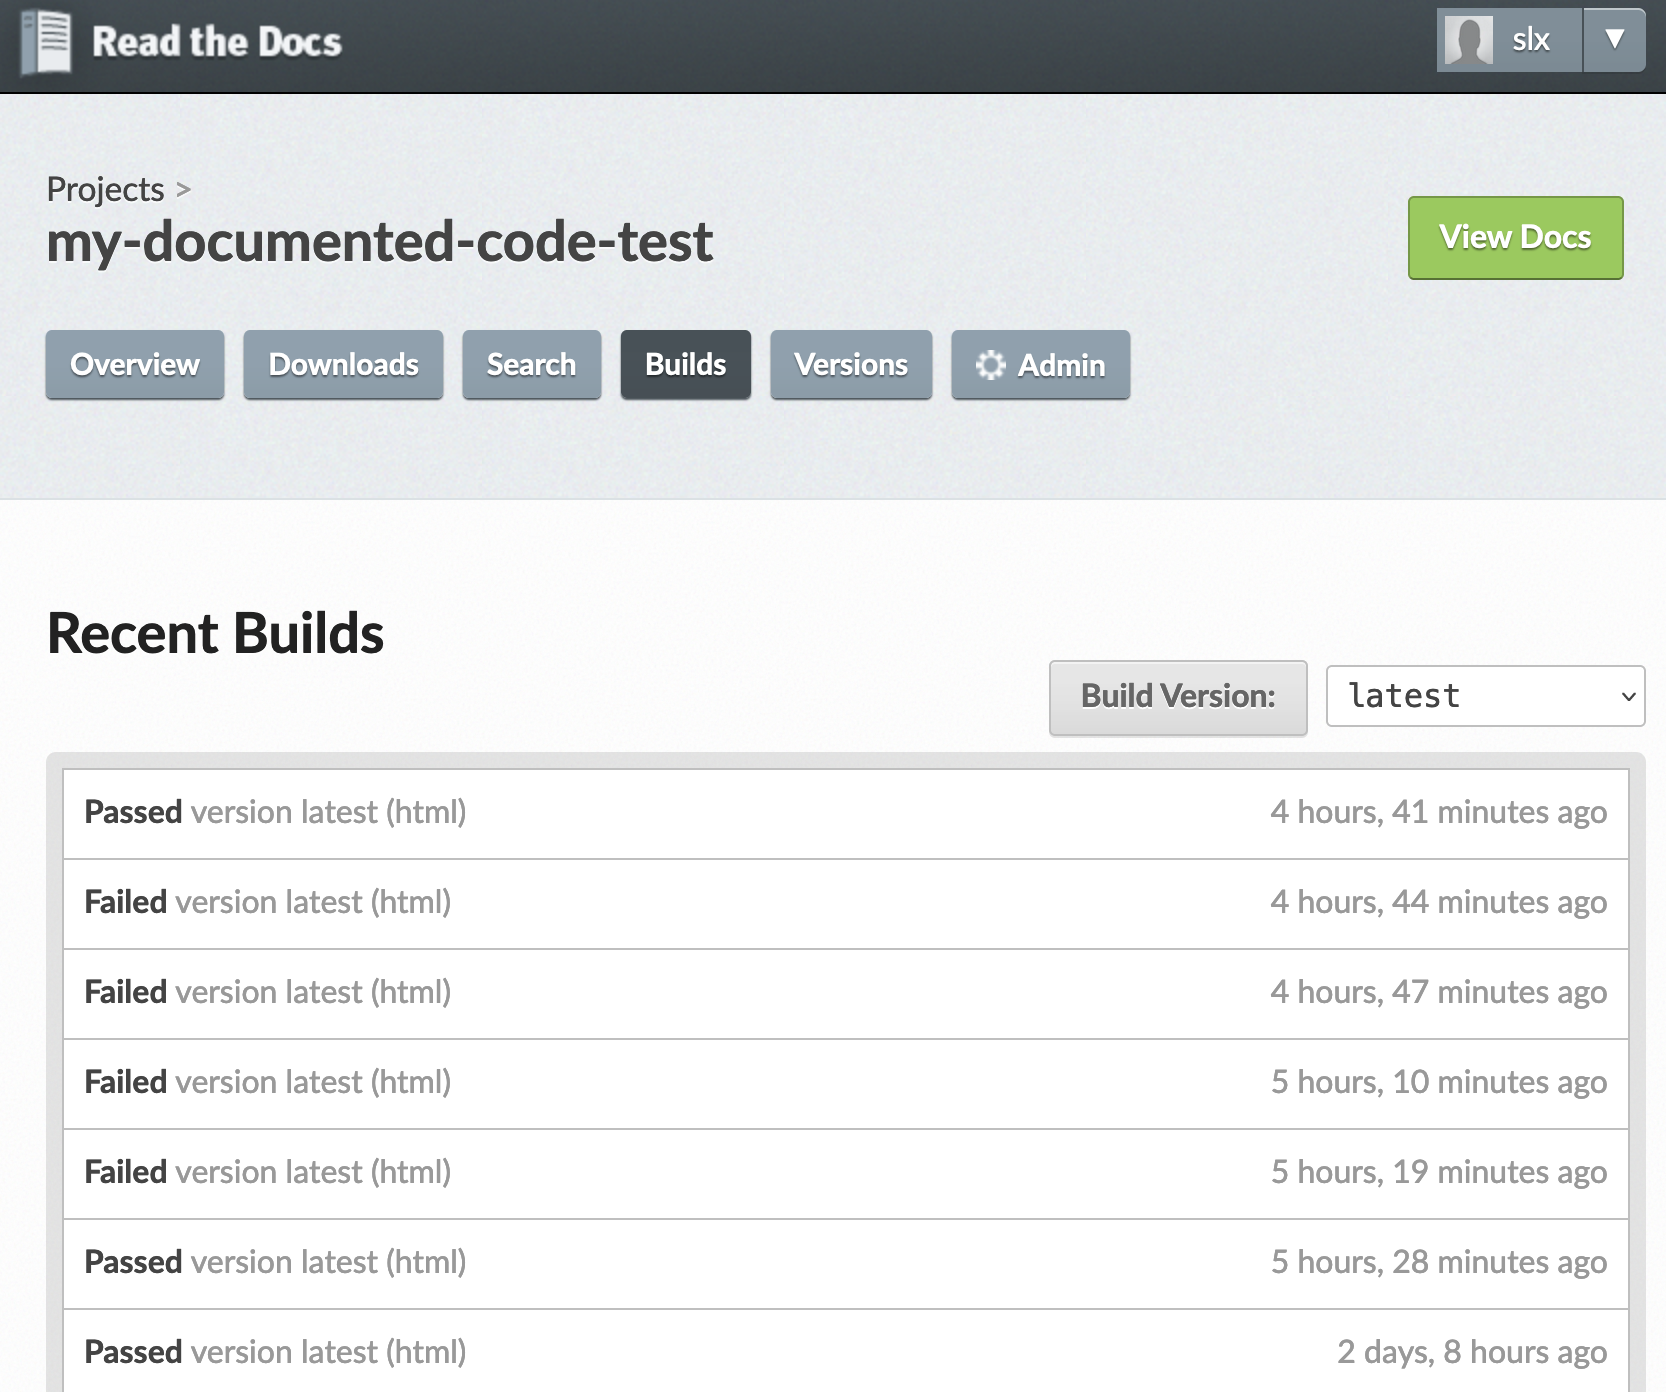 Read the Docs
slx
Projects >
my-documented-code-test
View Docs
Overview
Downloads
Search
Builds
Versions
Admin
Recent Builds
Build Version:
latest
Passed version latest (html) 4 hours, 41 minutes ago
Failed version latest (html) 4 hours, 44 minutes ago
Failed version latest (html) 4 hours, 47 minutes ago
Failed version latest (html) 5 hours, 10 minutes ago
Failed version latest (html) 5 hours, 19 minutes ago
Passed version latest (html) 5 hours, 28 minutes ago
Passed version latest (html) 2 days, 8 hours ago